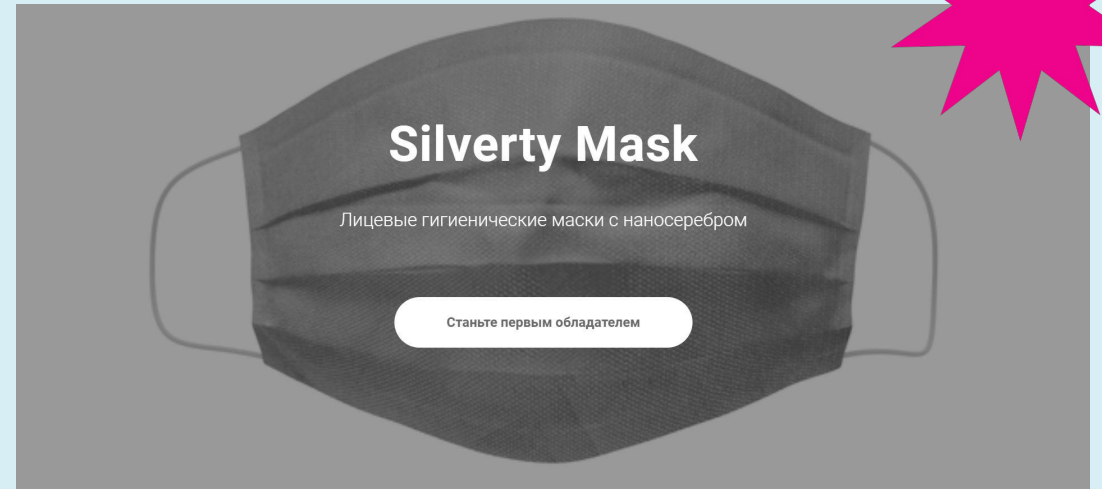 Silverty Mask
Лицевые гигиенические маски с наносеребром
Станьте первым обладателем